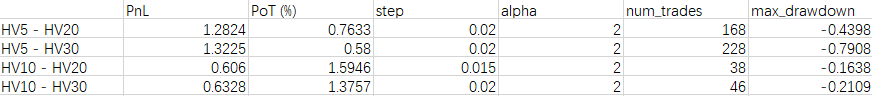 PnL PoT (%) step alpha num_trades max_drawdown
HV5 - HV20 1.2824 0.7633 0.02 2 168 -0.4398
HV5 - HV30 1.3225 0.58 0.02 2 228 -0.7908
HV10 - HV20 0.606 1.5946 0.015 2 38 -0.1638
HV10 - HV30 0.6328 1.3757 0.02 2 46 -0.2109